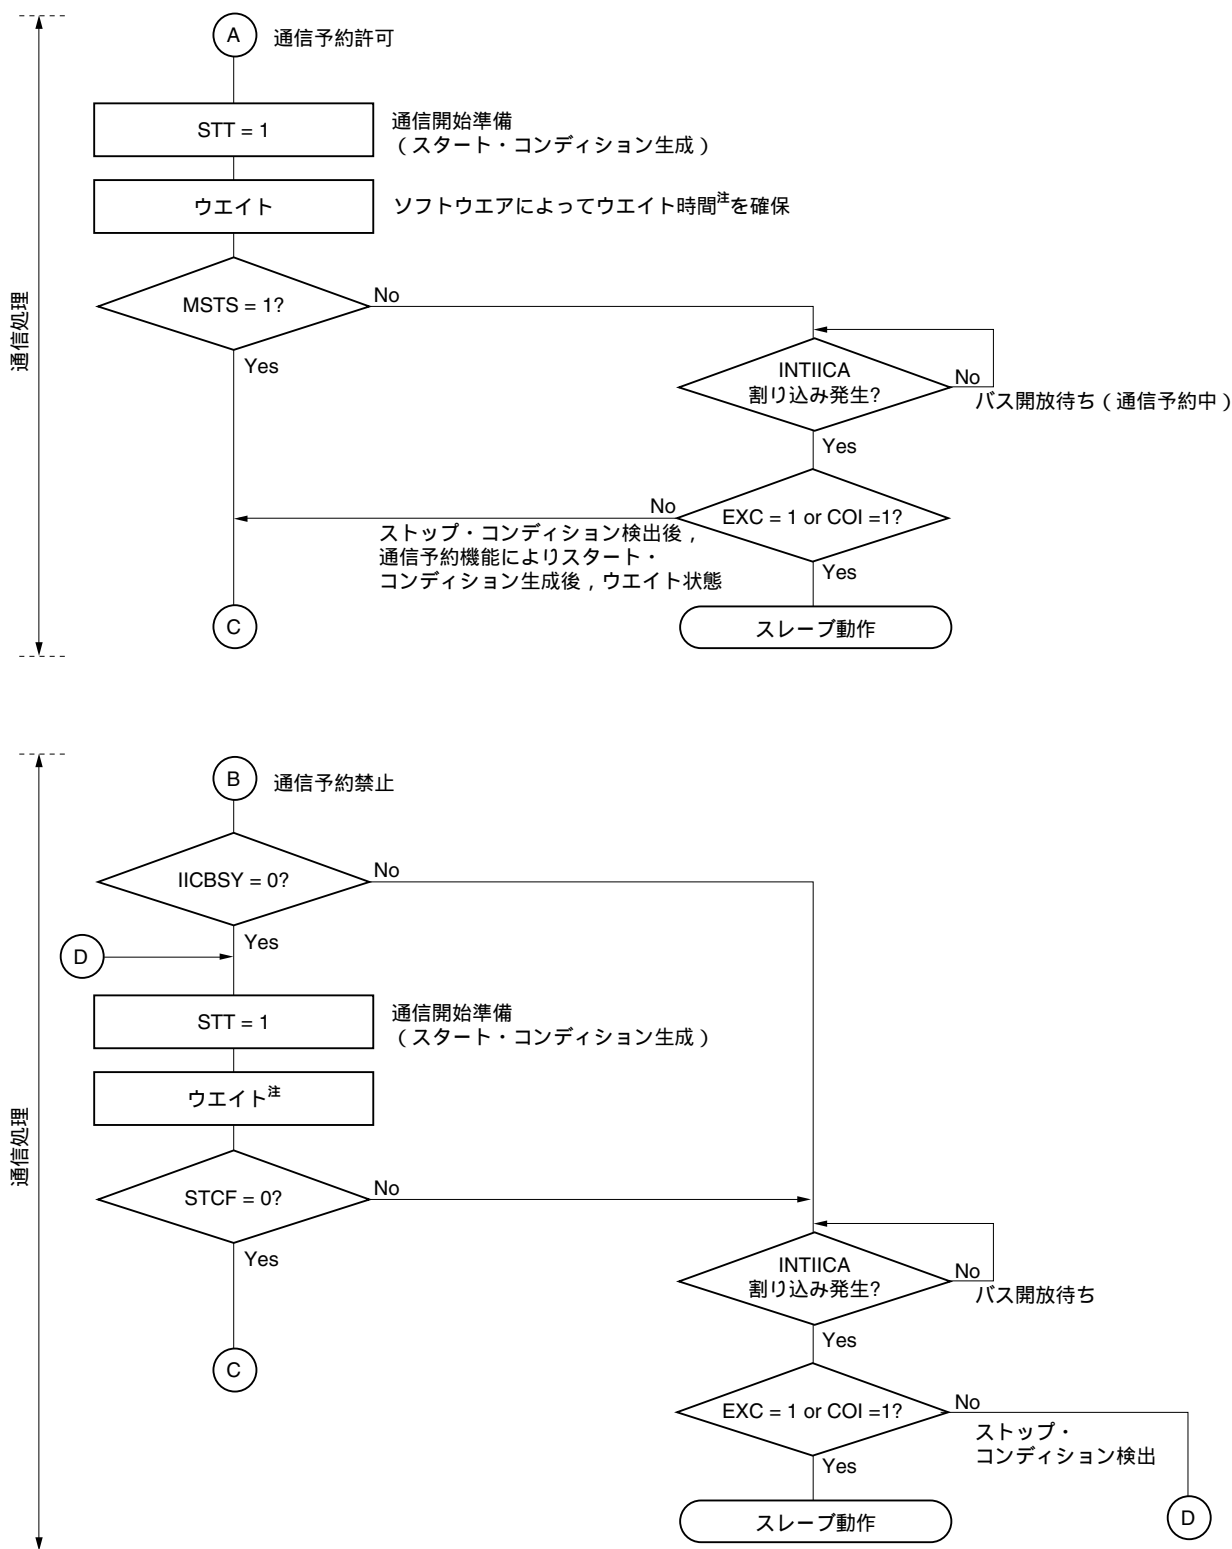 A 通信予約許可
STT = 1
通信開始準備
（スタート・コンディション生成）
ウエイト
ソフトウエアによってウエイト時間注を確保
MSTS = 1?
No
Yes
INTIICA
割り込み発生?
No
バス開放待ち（通信予約中）
Yes
EXC = 1 or COI =1?
No
ストップ・コンディション検出後，
通信予約機能によりスタート・
コンディション生成後，ウエイト状態
Yes
C
スレーブ動作
通信処理
B 通信予約禁止
IICBSY = 0?
No
Yes
D
STT = 1
通信開始準備
（スタート・コンディション生成）
ウエイト注
STCF = 0?
No
Yes
INTIICA
割り込み発生?
No
バス開放待ち
Yes
C
EXC = 1 or COI =1?
No
ストップ・
コンディション検出
Yes
スレーブ動作
D
通信処理